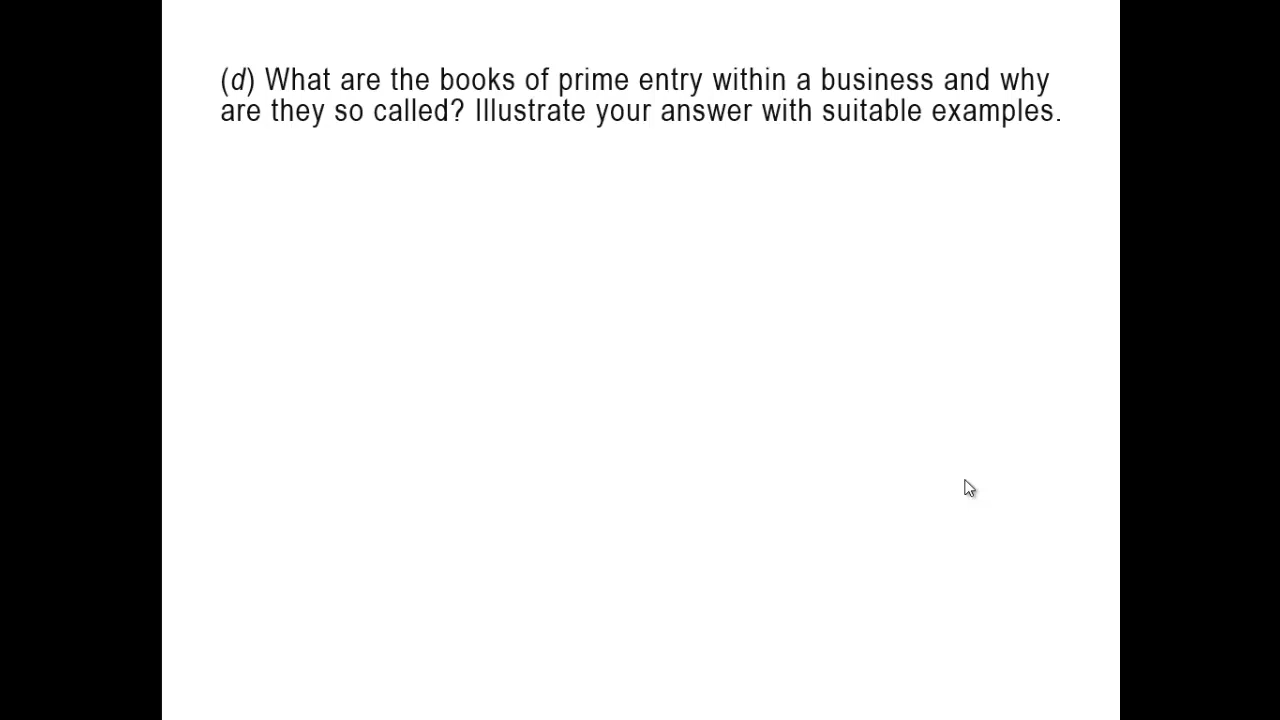 (d) What are the books of prime entry within a business and why
are they so called? Illustrate your answer with suitable examples.